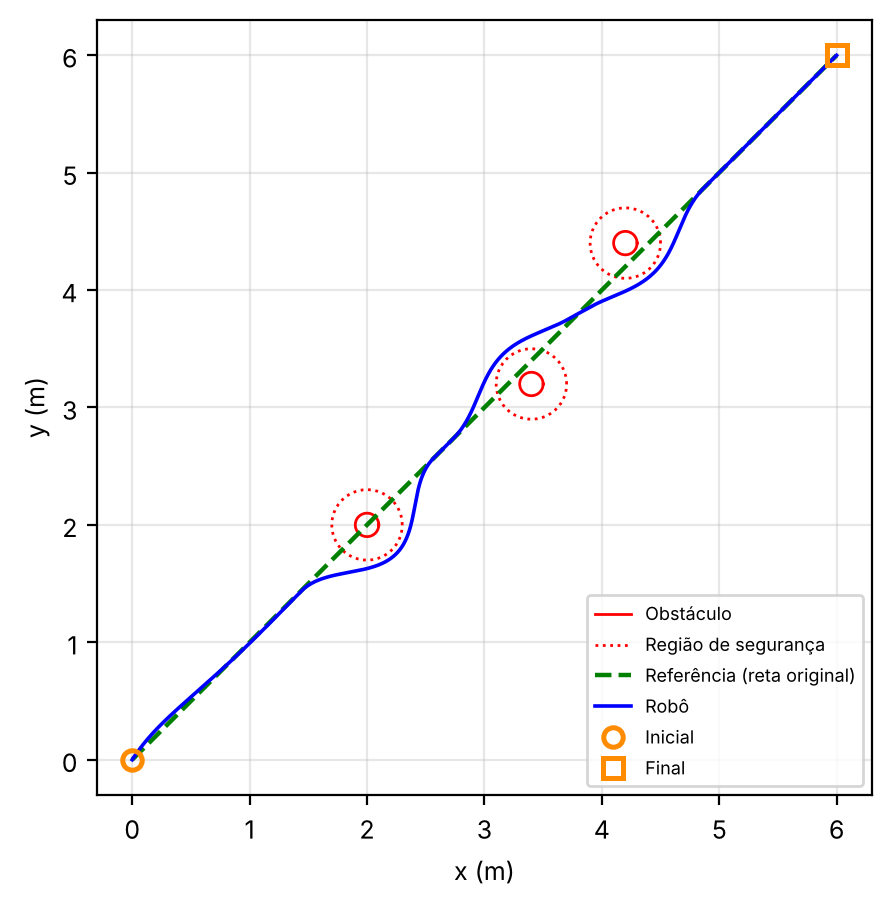 6
5
4
3
2
1
0
y (m)
0 1 2 3 4 5 6
x (m)
Obstáculo
Região de segurança
Referência (reta original)
Robô
Inicial
Final